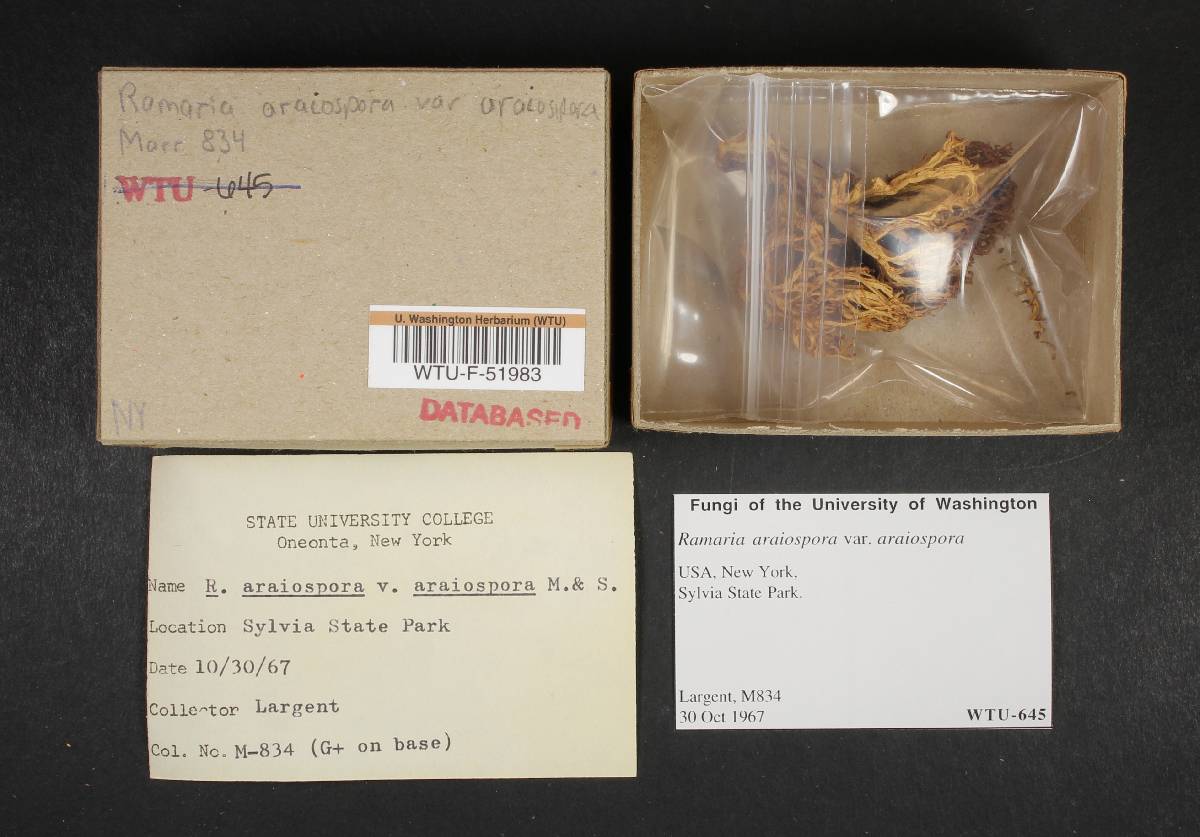 Ramaria araiospora var araiospora
Marr 834
WTU-645
U. Washington Herbarium (WTU)
WTU-F-51983
NY
DATABASED
STATE UNIVERSITY COLLEGE
Oneonta, New York
Name R. araiospora v. araiospora M.& S.
Location Sylvia State Park
Date 10/30/67
Collector Largent
Col. No. M-834 (G+ on base)
Fungi of the University of Washington
Ramaria araiospora var. araiospora
USA, New York,
Sylvia State Park.
Largent, M834
30 Oct 1967
WTU-645